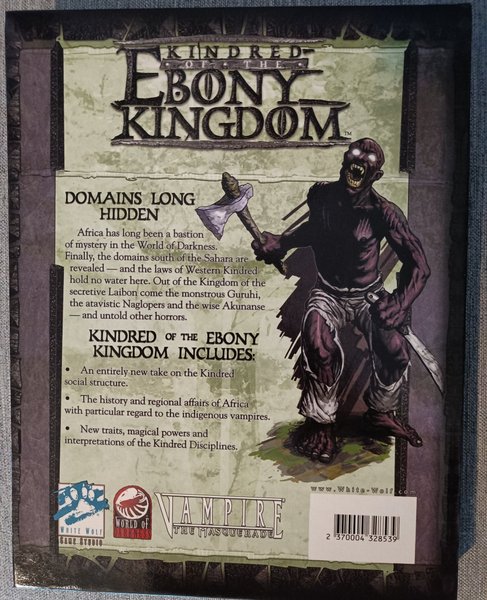 KINDRED
OF • THE
EBONY
KINGDOM™
DOMAINS LONG
HIDDEN
Africa has long been a bastion
of mystery in the World of Darkness.
Finally, the domains south of the Sahara are
revealed — and the laws of Western Kindred
hold no water here. Out of the Kingdom of the
secretive Laibon come the monstrous Guruhi,
the atavistic Naglopers and the wise Akunanse
— and untold other horrors.
KINDRED OF THE EBONY
KINGDOM INCLUDES:
• An entirely new take on the Kindred
social structure.
• The history and regional affairs of Africa
with particular regard to the indigenous vampires.
• New traits, magical powers and
interpretations of the Kindred Disciplines.
www.White-Wolf.com
WHITE WOLF
GAME STUDIO
WORLD OF
DARKNESS
VAMPIRE
THE MASQUERADE
2 370004 328539